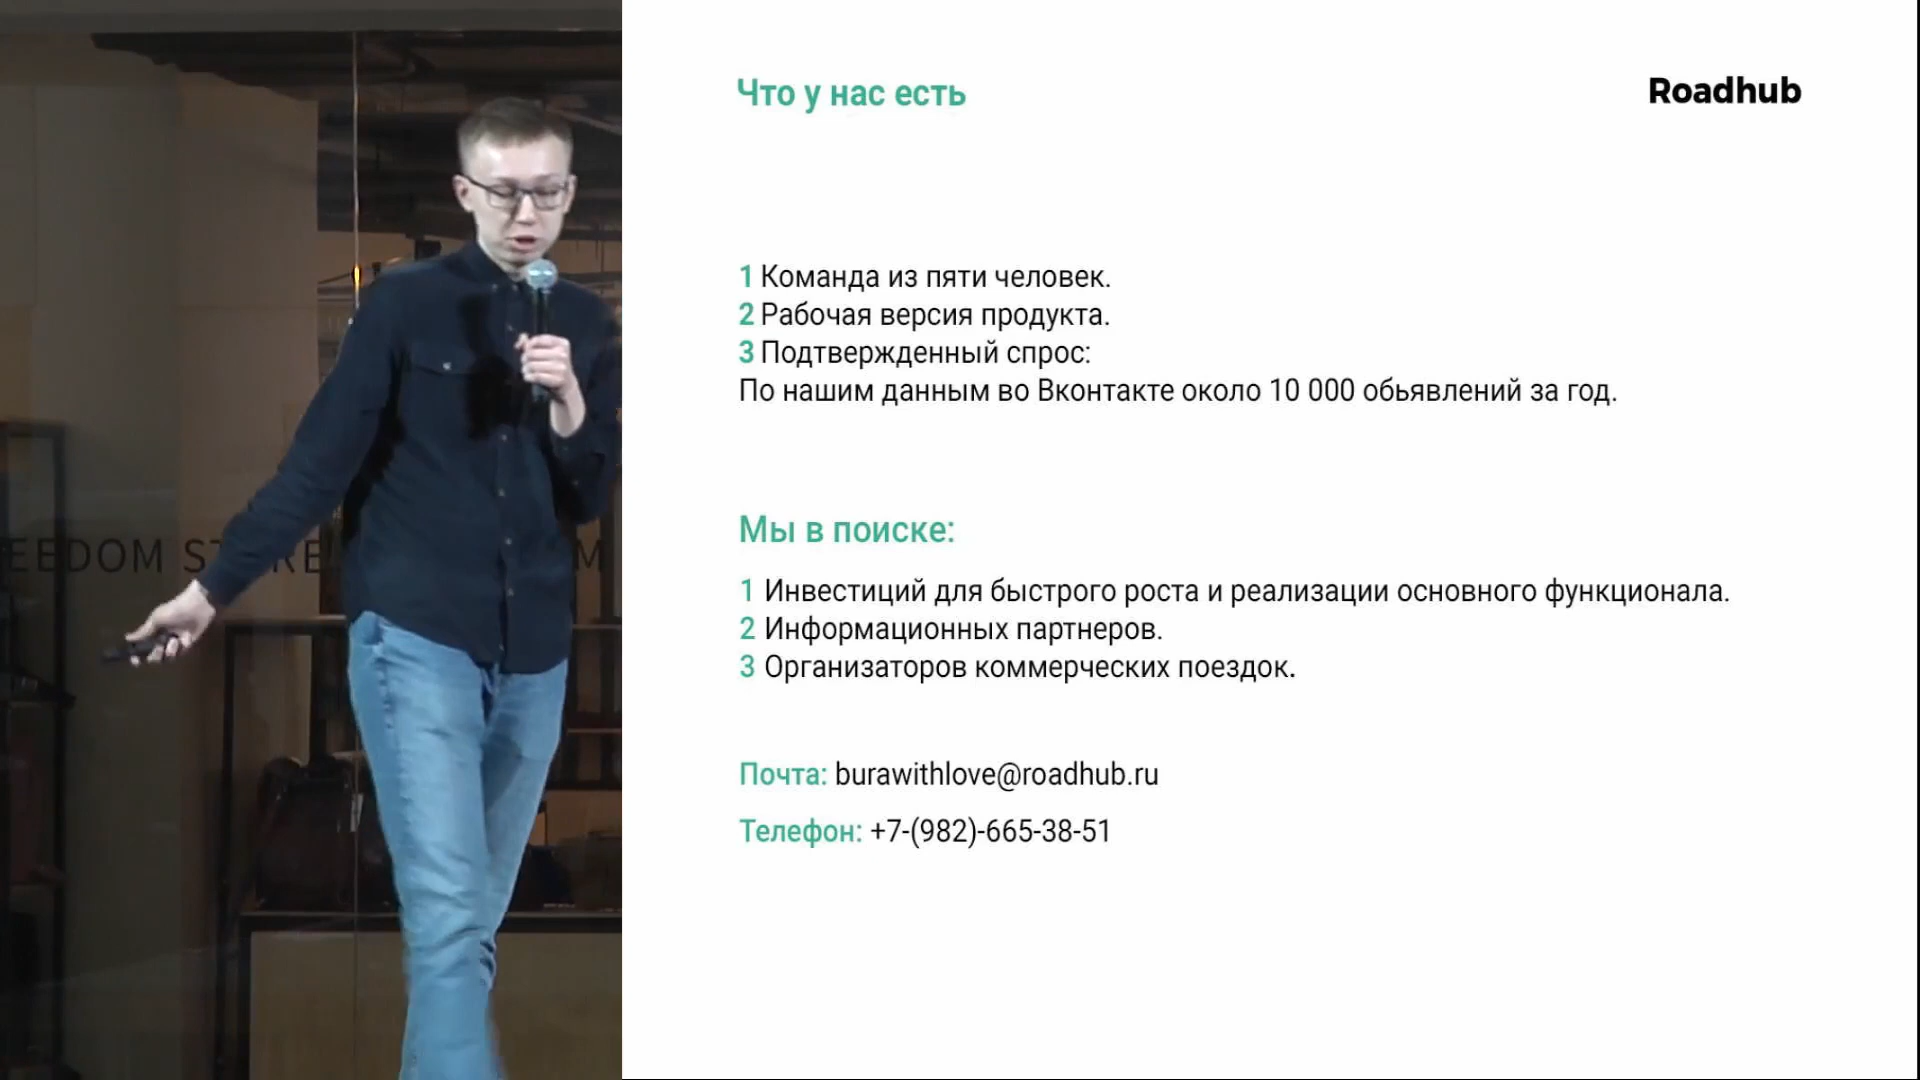 Что у нас есть
Roadhub
1 Команда из пяти человек.
2 Рабочая версия продукта.
3 Подтвержденный спрос:
По нашим данным во Вконтакте около 10 000 обьявлений за год.
Мы в поиске:
1 Инвестиций для быстрого роста и реализации основного функционала.
2 Информационных партнеров.
3 Организаторов коммерческих поездок.
Почта: burawithlove@roadhub.ru
Телефон: +7-(982)-665-38-51